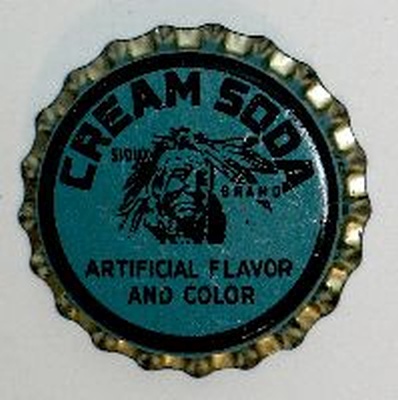 CREAM SODA
SIOUX BRAND
ARTIFICIAL FLAVOR
AND COLOR